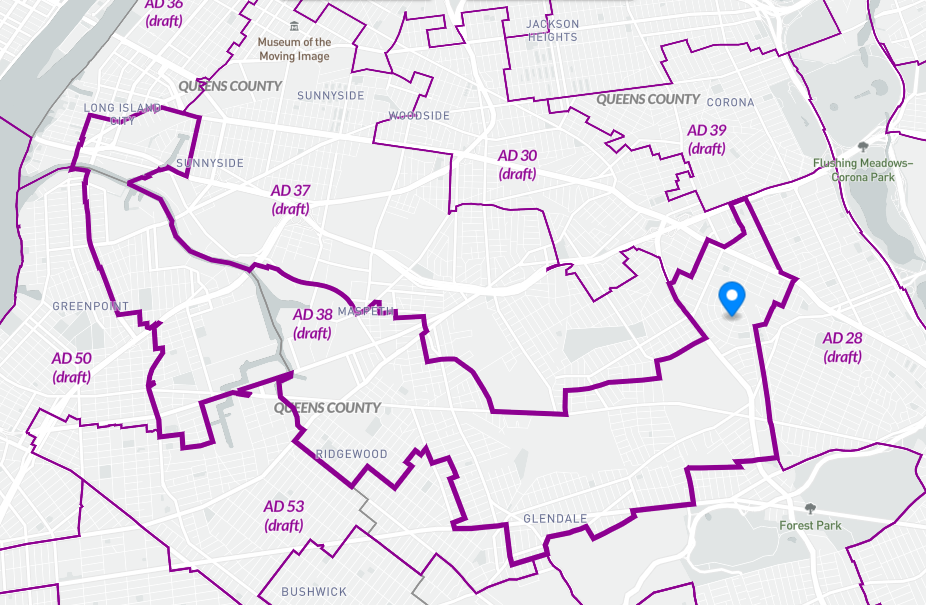 AD 36
(draft)
JACKSON
HEIGHTS
Museum of the
Moving Image
QUEENS COUNTY
SUNNYSIDE
QUEENS COUNTY
CORONA
LONG ISLAND
CITY
WOODSIDE
AD 39
(draft)
SUNNYSIDE
AD 30
(draft)
Flushing Meadows–
Corona Park
AD 37
(draft)
GREENPOINT
AD 38
(draft)
MASPETH
AD 28
(draft)
AD 50
(draft)
QUEENS COUNTY
RIDGEWOOD
AD 53
(draft)
GLENDALE
Forest Park
BUSHWICK